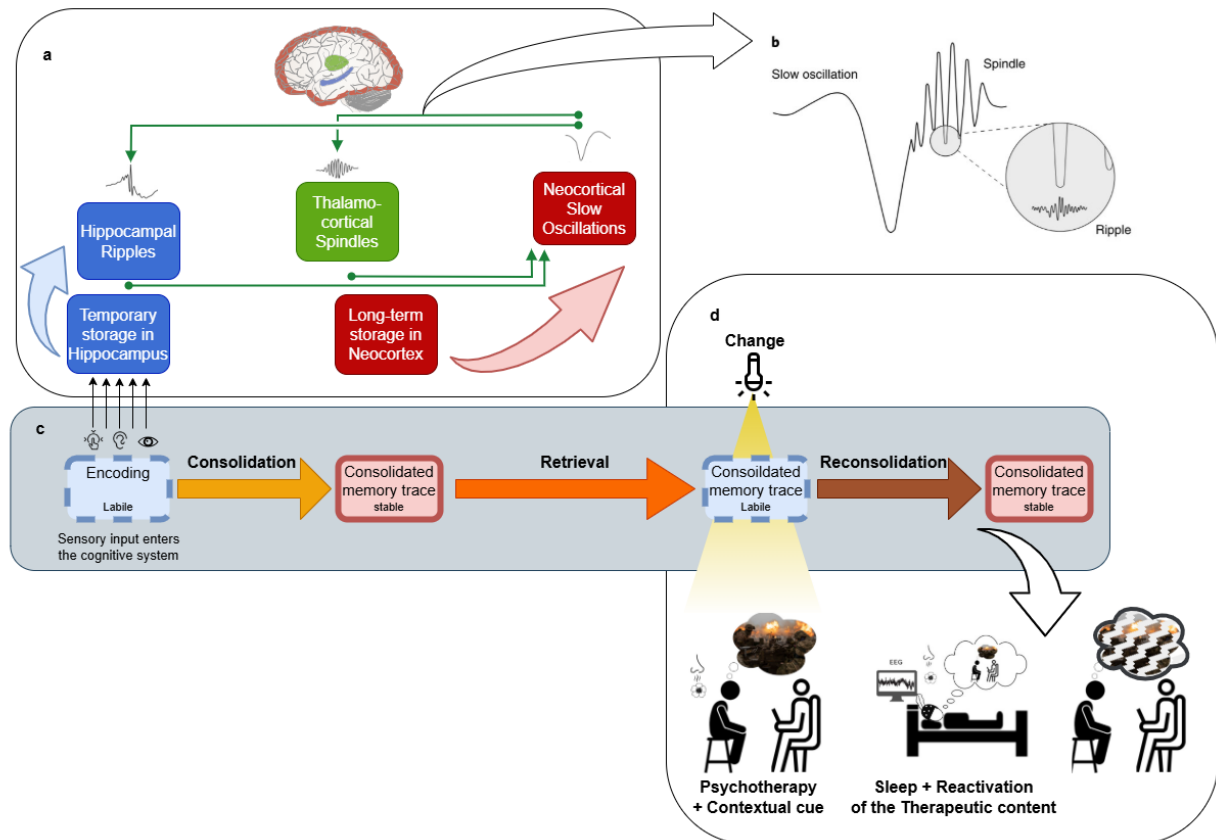 a
Hippocampal
Ripples
Thalamo-
cortical
Spindles
Neocortical
Slow
Oscillations
Temporary
storage in
Hippocampus
Long-term
storage in
Neocortex
b
Slow oscillation
Spindle
Ripple
c
Encoding
Labile
Sensory input enters
the cognitive system
Consolidation
Consolidated
memory trace
stable
Retrieval
d
Change
Consoildated
memory trace
Labile
Reconsolidation
Consolidated
memory trace
stable
Psychotherapy
+ Contextual cue
EEG
Sleep + Reactivation
of the Therapeutic content